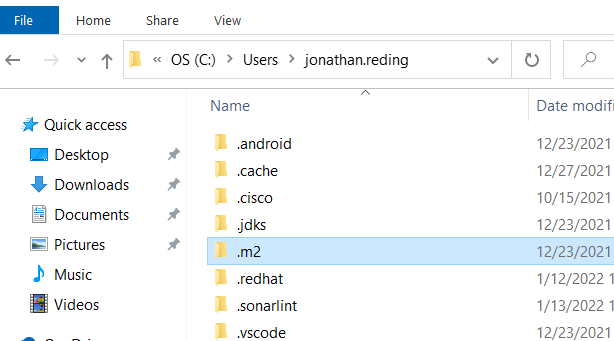 File Home Share View
« OS (C:) > Users > jonathan.reding
Name Date modifi
Quick access
Desktop
Downloads
Documents
Pictures
Music
Videos
.android 12/23/2021
.cache 12/27/2021
.cisco 10/15/2021
.jdks 12/23/2021
.m2 12/23/2021
.redhat 1/12/2022
.sonarlint 1/13/2022
.vscode 12/23/2021